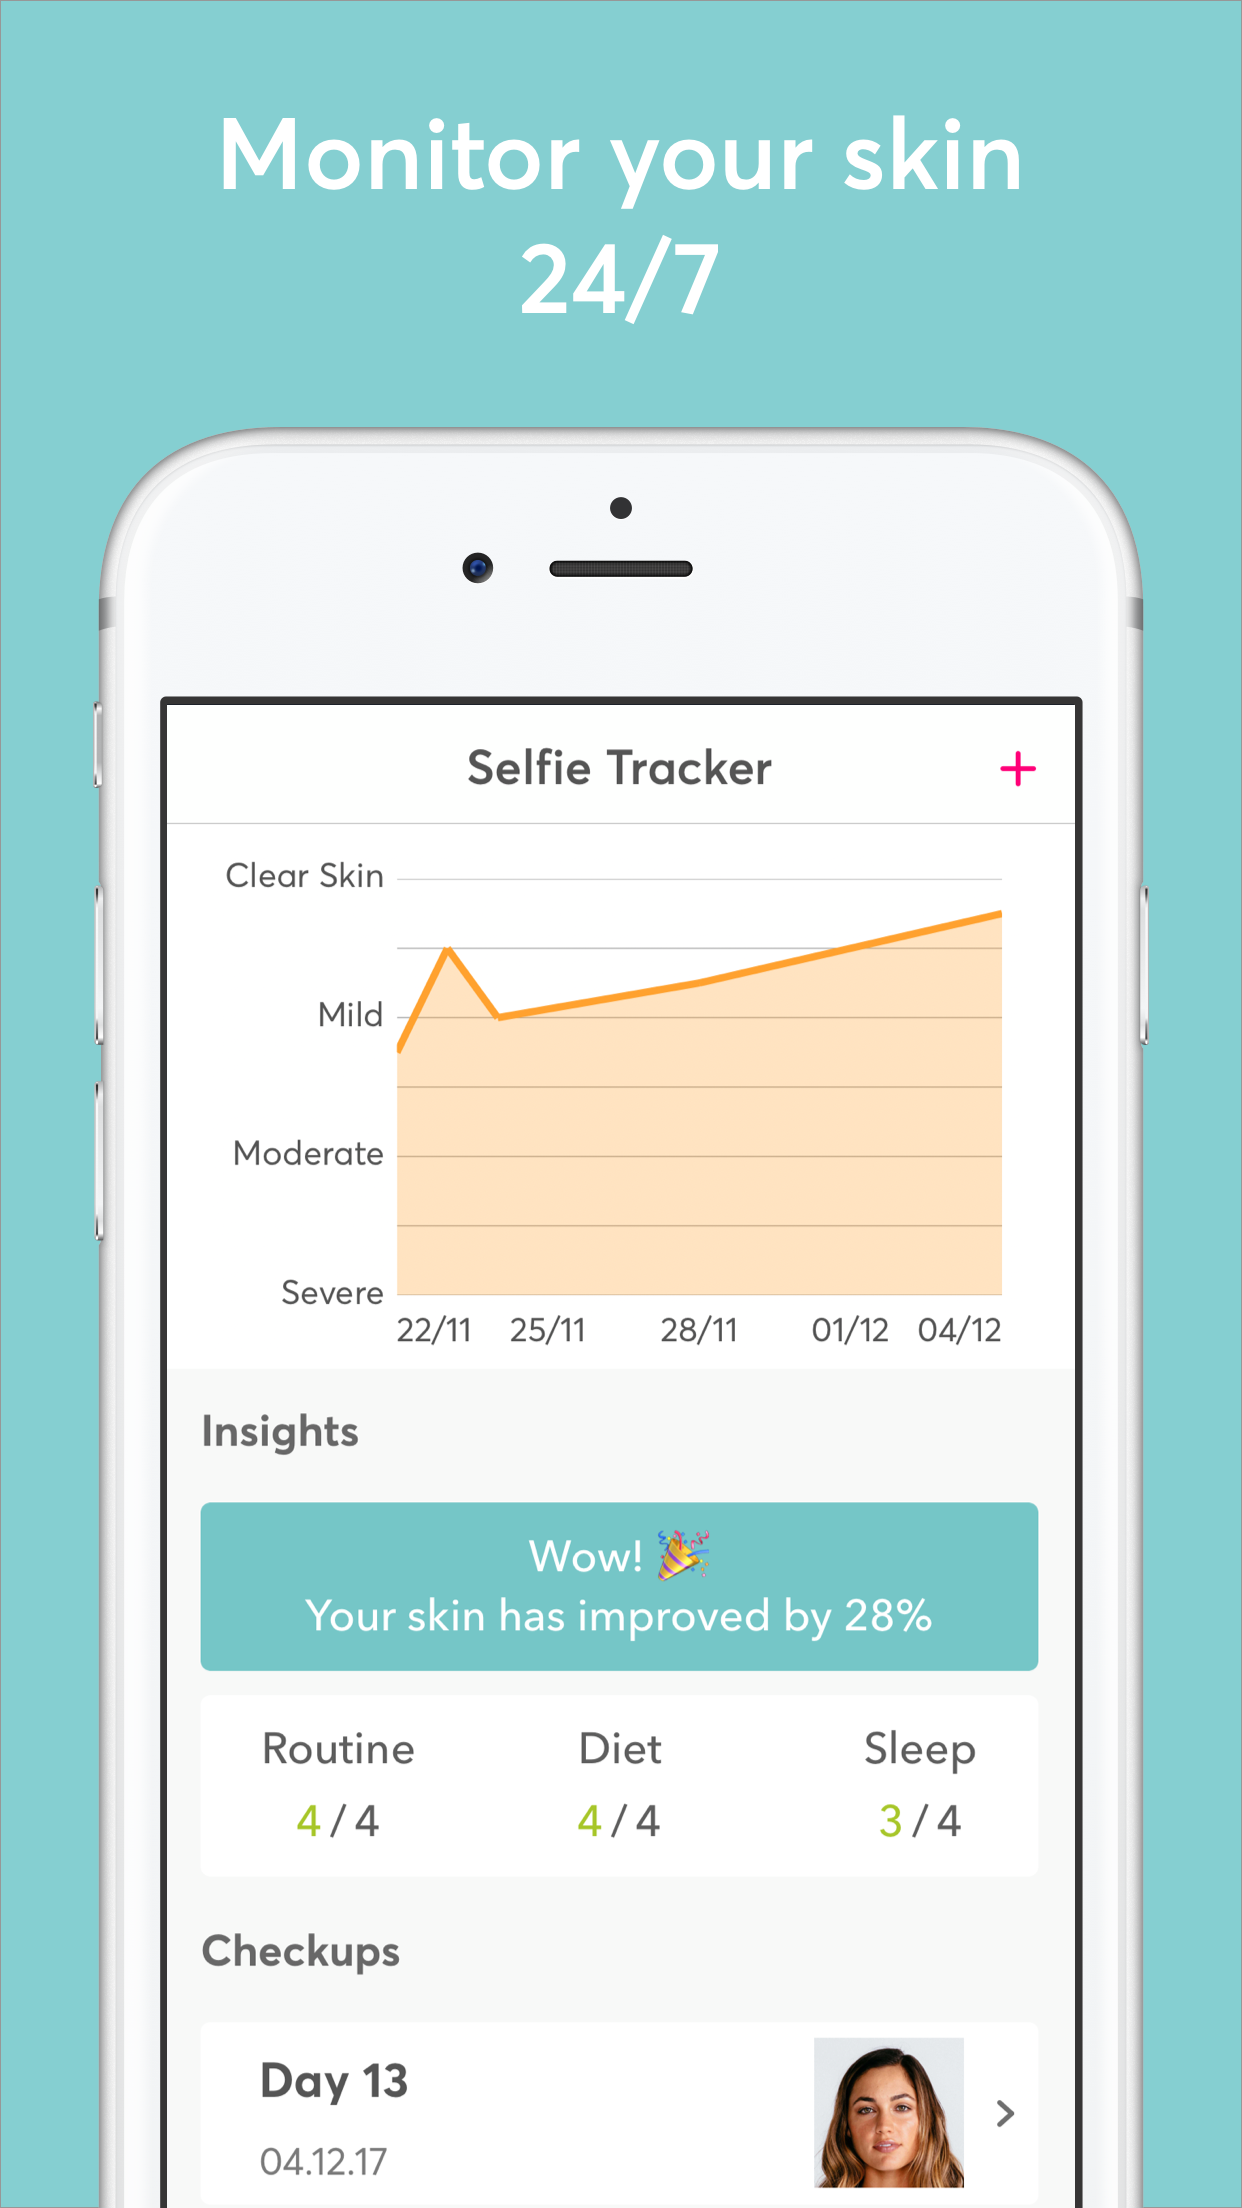 Monitor your skin
24/7
Selfie Tracker
Clear Skin
Mild
Moderate
Severe
22/11 25/11 28/11 01/12 04/12
Insights
Wow! 🎉
Your skin has improved by 28%
Routine Diet Sleep
4 / 4 4 / 4 3 / 4
Checkups
Day 13
04.12.17